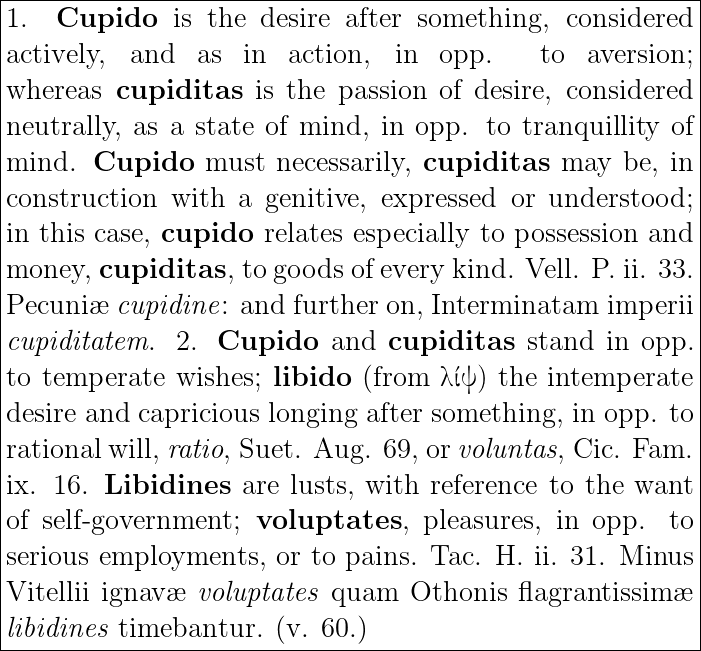 1. Cupido is the desire after something, considered
actively, and as in action, in opp. to aversion;
whereas cupiditas is the passion of desire, considered
neutrally, as a state of mind, in opp. to tranquillity of
mind. Cupido must necessarily, cupiditas may be, in
construction with a genitive, expressed or understood;
in this case, cupido relates especially to possession and
money, cupiditas, to goods of every kind. Vell. P. ii. 33.
Pecuniæ cupidine: and further on, Interminatam imperii
cupiditatem. 2. Cupido and cupiditas stand in opp.
to temperate wishes; libido (from λίψ) the intemperate
desire and capricious longing after something, in opp. to
rational will, ratio, Suet. Aug. 69, or voluntas, Cic. Fam.
ix. 16. Libidines are lusts, with reference to the want
of self-government; voluptates, pleasures, in opp. to
serious employments, or to pains. Tac. H. ii. 31. Minus
Vitellii ignavæ voluptates quam Othonis flagrantissimæ
libidines timebantur. (v. 60.)